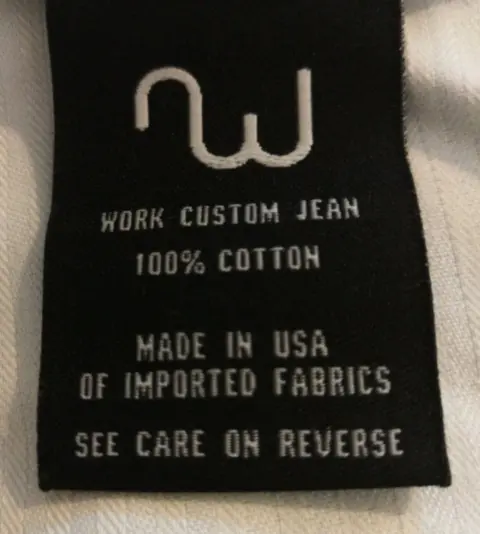 WORK CUSTOM JEAN
100% COTTON
MADE IN USA
OF IMPORTED FABRICS
SEE CARE ON REVERSE